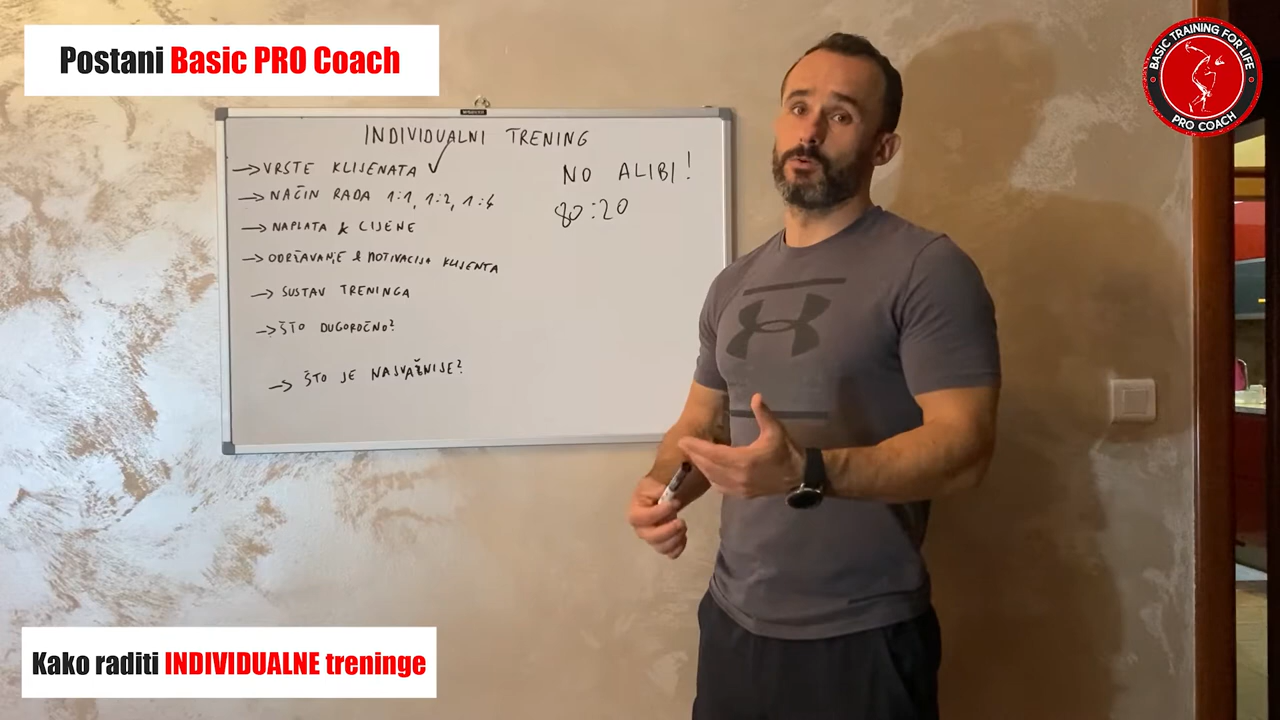 Postani Basic PRO Coach
BASIC TRAINING FOR LIFE
PRO COACH
INDIVIDUALNI TRENING
→ VRSTE KLIJENATA ✓
→ NAČIN RADA 1:1, 1:2, 1:4
→ NAPLATA & CIJENE
→ ODRŽAVANJE & MOTIVACIJA KLIJENTA
→ SUSTAV TRENINGA
→ ŠTO DUGOROČNO?
→ ŠTO JE NAJVAŽNIJE?
NO ALIBI!
80:20
Kako raditi INDIVIDUALNE treninge